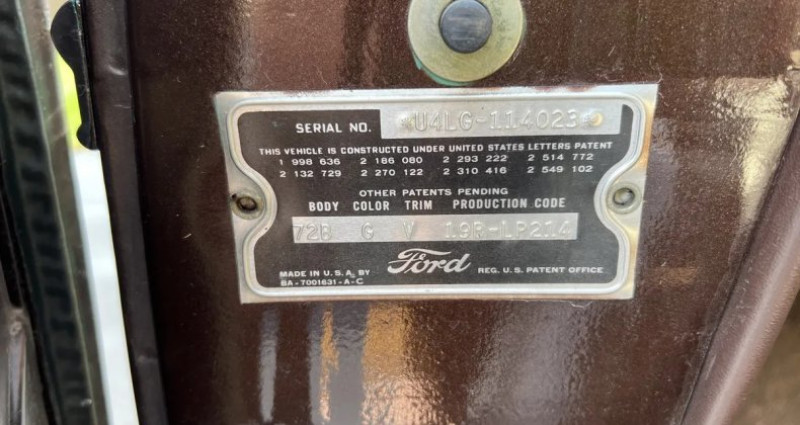 SERIAL NO. *U4LG-114023*
THIS VEHICLE IS CONSTRUCTED UNDER UNITED STATES LETTERS PATENT
1 998 636 2 186 080 2 293 222 2 514 772
2 132 729 2 270 122 2 310 416 2 549 102
OTHER PATENTS PENDING
BODY COLOR TRIM PRODUCTION CODE
72B G V 19R-LP214
MADE IN U.S.A. BY Ford REG. U.S. PATENT OFFICE
BA-7001631-A-C